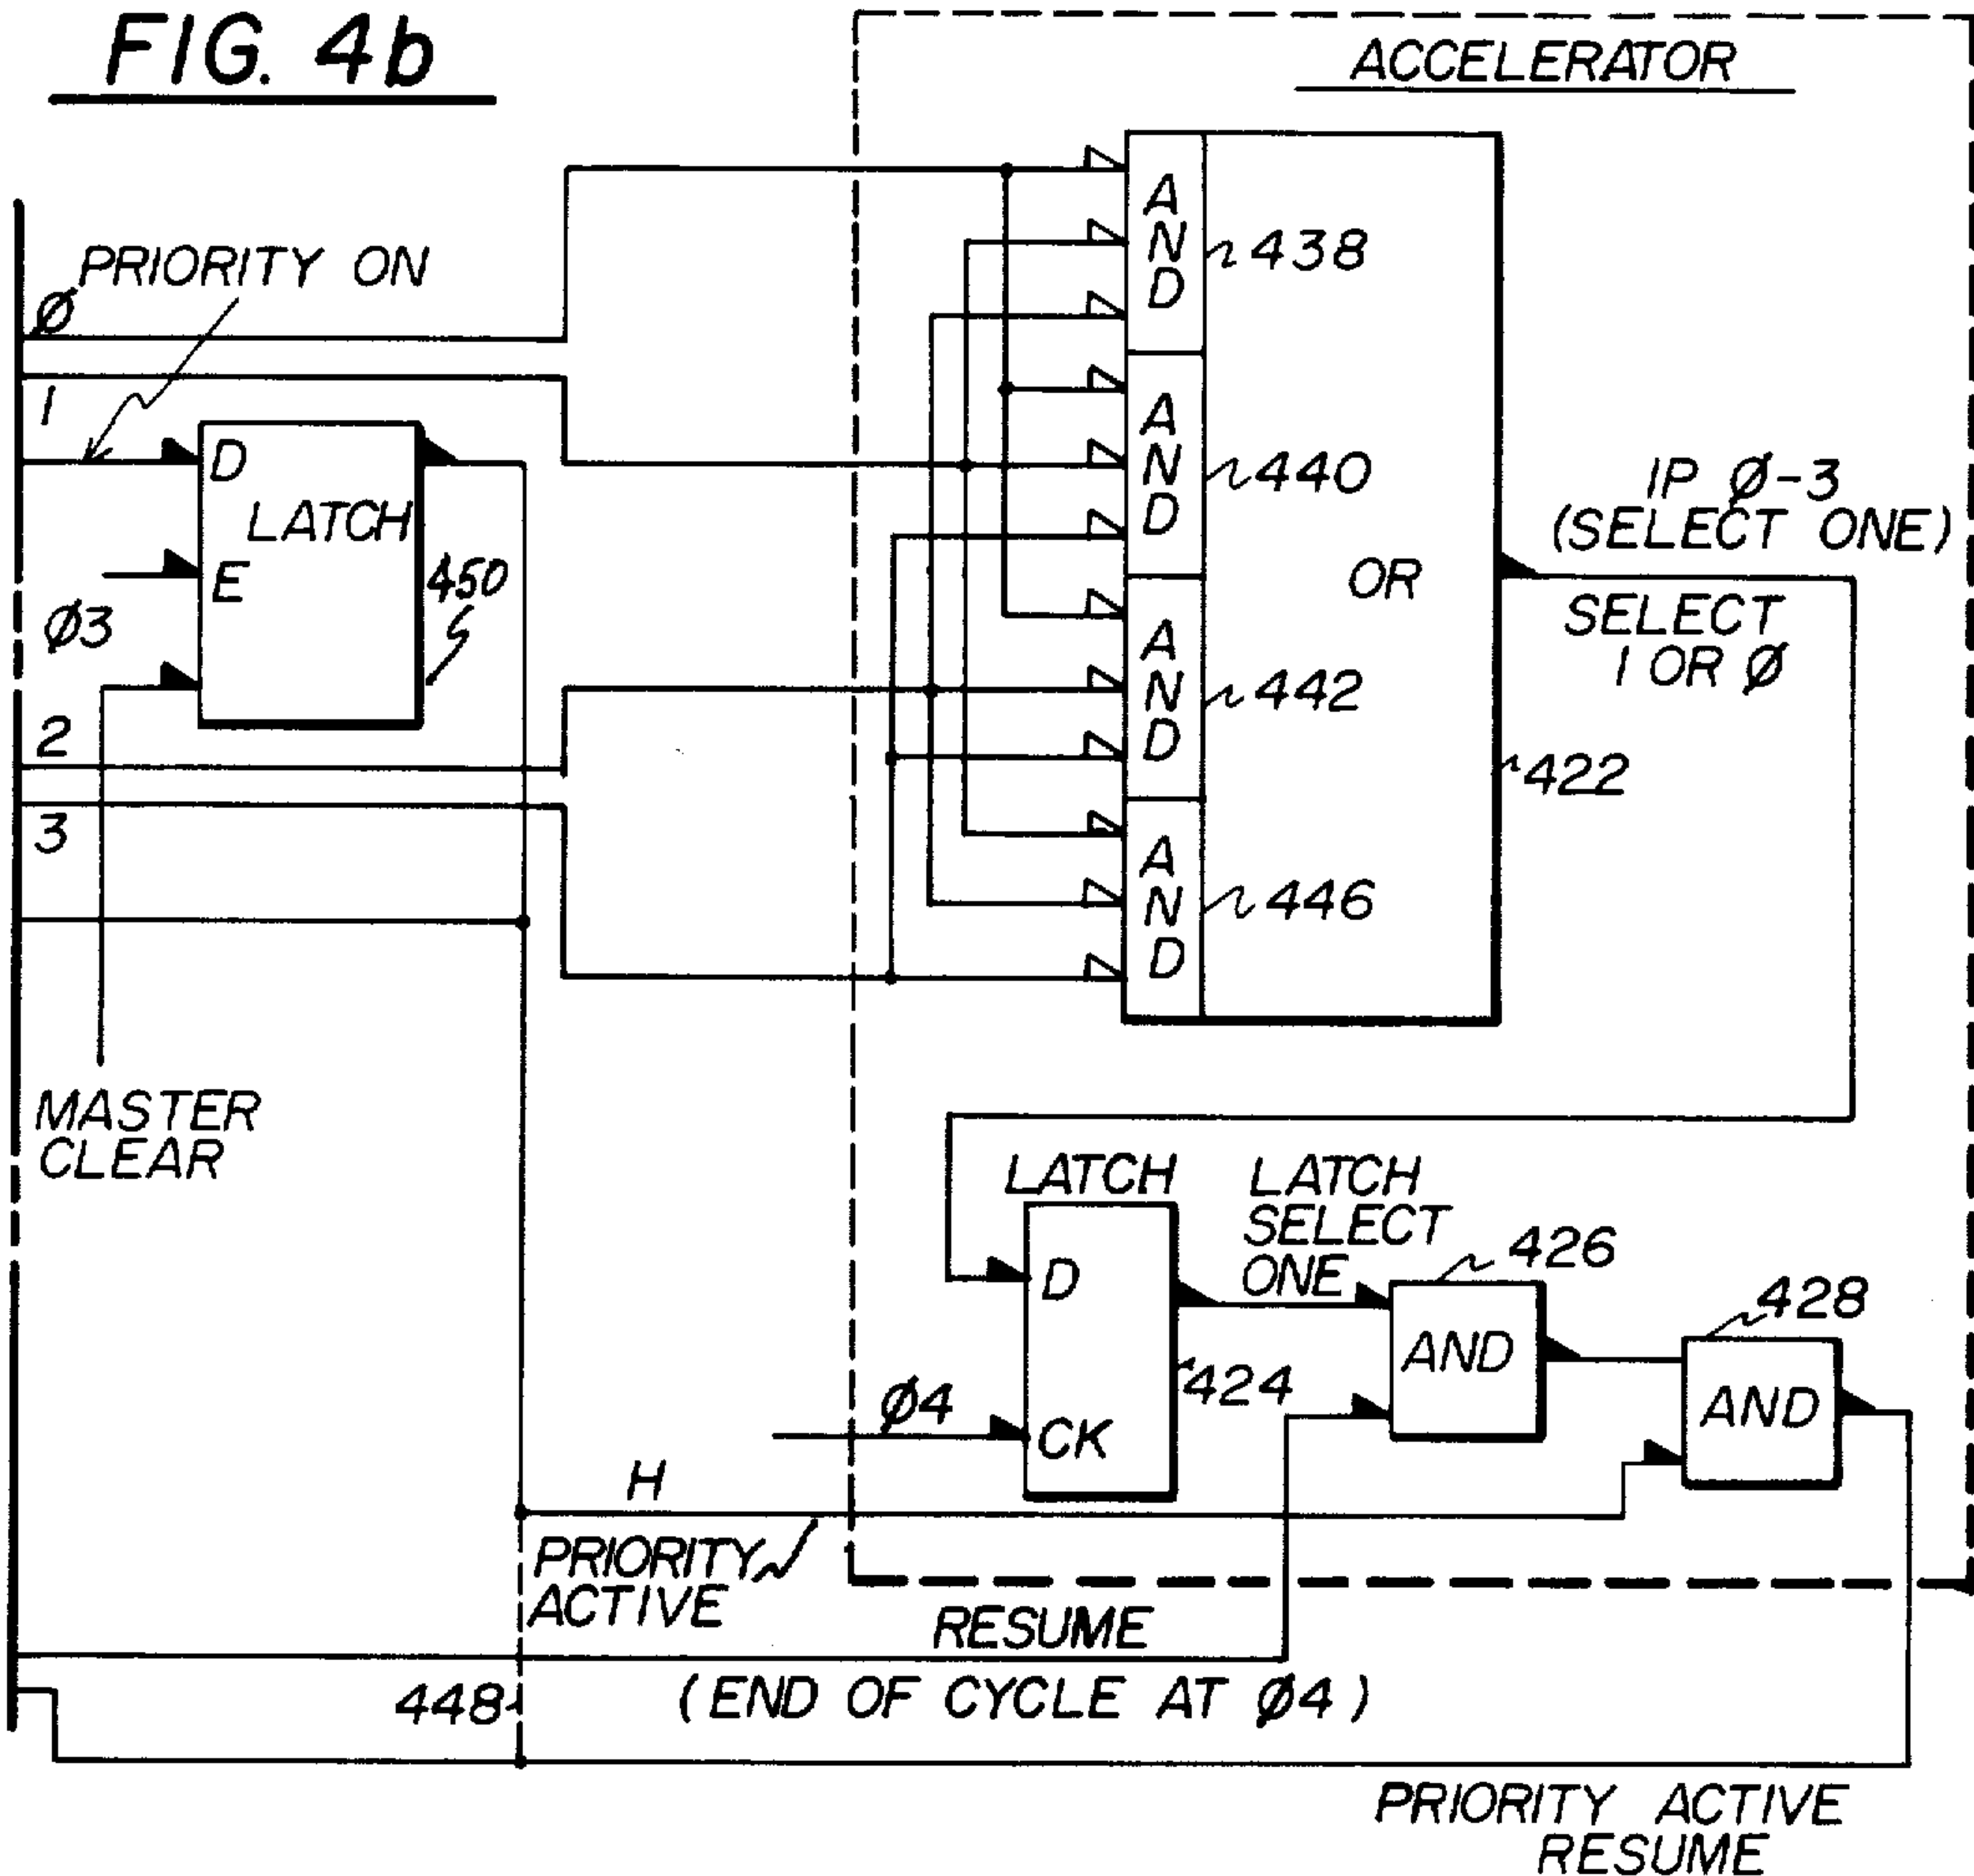 FIG. 4b
ACCELERATOR
PRIORITY ON
Ø
1
D
LATCH
E
450
Ø3
2
3
MASTER
CLEAR
AND
438
AND
440
AND
442
AND
446
OR
422
IP Ø-3
(SELECT ONE)
SELECT
1 OR Ø
LATCH
D
CK
424
Ø4
LATCH
SELECT
ONE
426
AND
428
AND
H
PRIORITY
ACTIVE
RESUME
(END OF CYCLE AT Ø4)
448
PRIORITY ACTIVE
RESUME